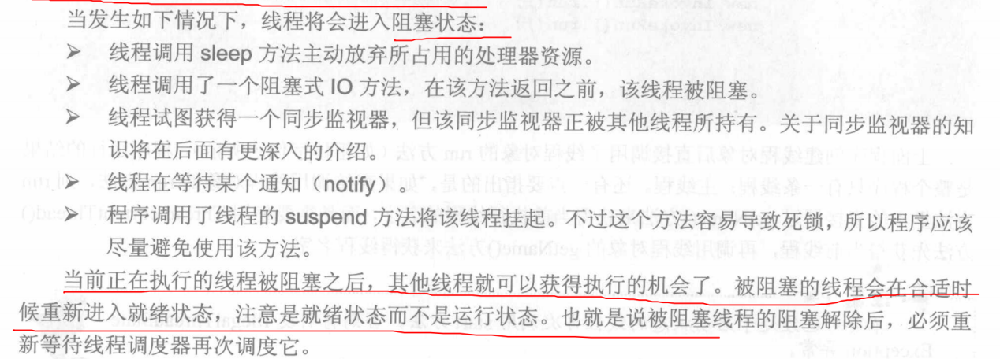 当发生如下情况下，线程将会进入阻塞状态：
➢ 线程调用 sleep 方法主动放弃所占用的处理器资源。
➢ 线程调用了一个阻塞式 IO 方法，在该方法返回之前，该线程被阻塞。
➢ 线程试图获得一个同步监视器，但该同步监视器正被其他线程所持有。关于同步监视器的知
识将在后面有更深入的介绍。
➢ 线程在等待某个通知（notify）。
➢ 程序调用了线程的 suspend 方法将该线程挂起。不过这个方法容易导致死锁，所以程序应该
尽量避免使用该方法。
当前正在执行的线程被阻塞之后，其他线程就可以获得执行的机会了。被阻塞的线程会在合适时
候重新进入就绪状态，注意是就绪状态而不是运行状态。也就是说被阻塞线程的阻塞解除后，必须重
新等待线程调度器再次调度它。